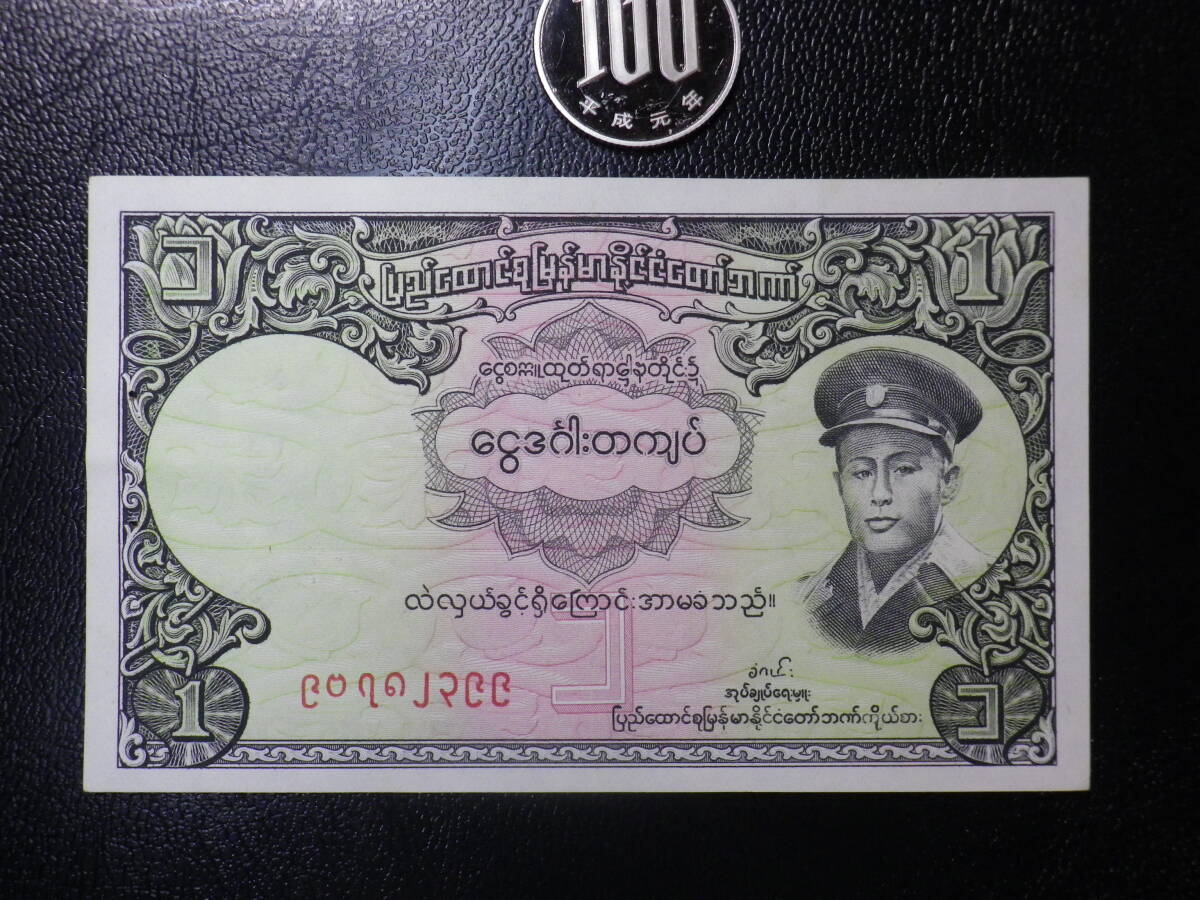 100
平成元年
၁ 1
ပြည်ထောင်စုမြန်မာနိုင်ငံတော်ဘဏ်
ငွေစက္ကူထုတ်ရာဌာနတိုင်း၌
ငွေဒင်္ဂါးတကျပ်
လဲလှယ်ခွင့်ရှိကြောင်းအာမခံသည်။
၁
၉ဗ ၇၈၂၃၉၉
အုပ်ချုပ်ရေးမှူး
ပြည်ထောင်စုမြန်မာနိုင်ငံတော်ဘဏ်ကိုယ်စား
1 ၁